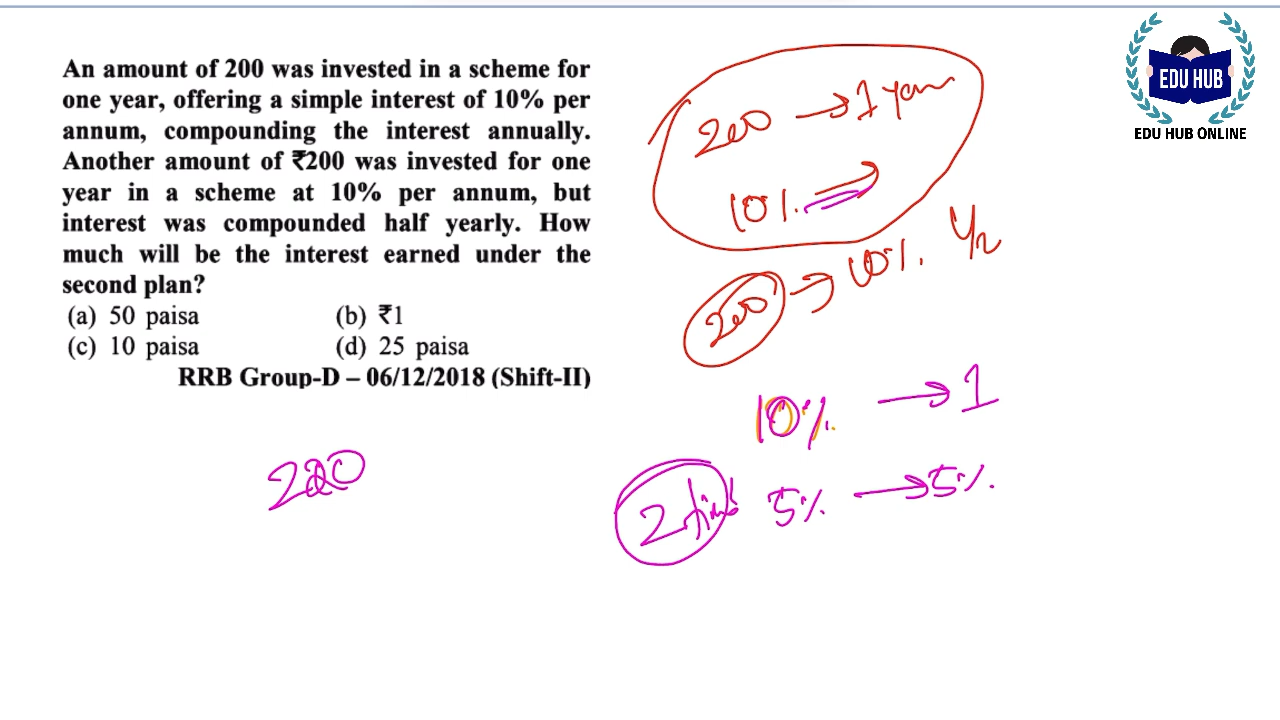 An amount of 200 was invested in a scheme for
one year, offering a simple interest of 10% per
annum, compounding the interest annually.
Another amount of ₹200 was invested for one
year in a scheme at 10% per annum, but
interest was compounded half yearly. How
much will be the interest earned under the
second plan?
(a) 50 paisa (b) ₹1
(c) 10 paisa (d) 25 paisa
RRB Group-D – 06/12/2018 (Shift-II)
200 → 1 year
10%. →
200 → 10%. 1/2
10%. → 1
2 times 5% → 5%.
220
EDU HUB
EDU HUB ONLINE